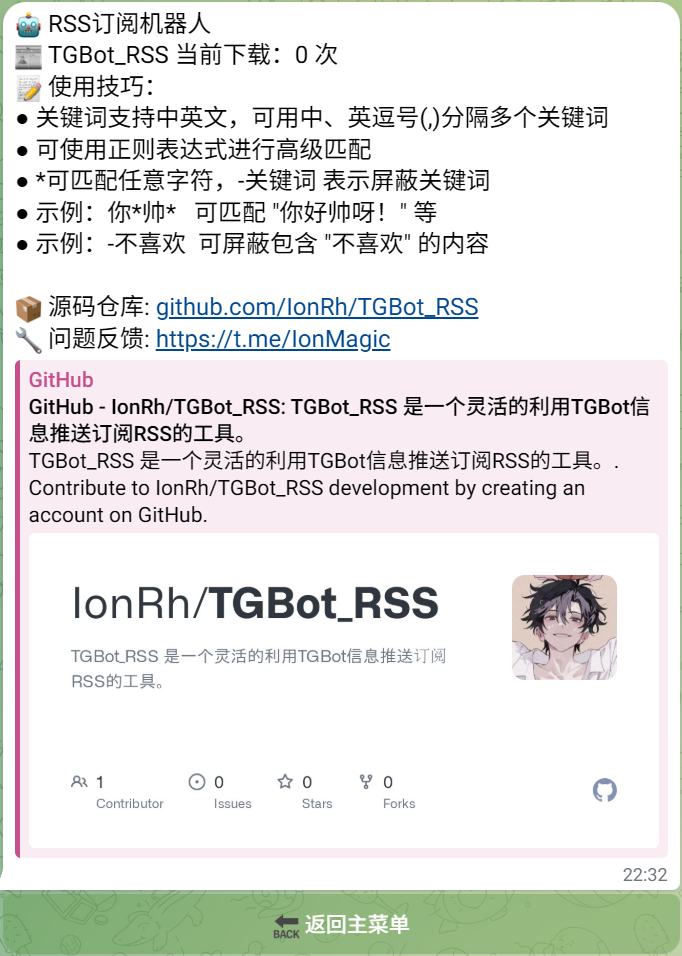 RSS订阅机器人
TGBot_RSS 当前下载：0 次
使用技巧：
● 关键词支持中英文，可用中、英逗号(,)分隔多个关键词
● 可使用正则表达式进行高级匹配
● *可匹配任意字符，-关键词 表示屏蔽关键词
● 示例：你*帅* 可匹配 "你好帅呀！" 等
● 示例：-不喜欢 可屏蔽包含 "不喜欢" 的内容
源码仓库: github.com/IonRh/TGBot_RSS
问题反馈: https://t.me/IonMagic
GitHub
GitHub - IonRh/TGBot_RSS: TGBot_RSS 是一个灵活的利用TGBot信
息推送订阅RSS的工具。
TGBot_RSS 是一个灵活的利用TGBot信息推送订阅RSS的工具。.
Contribute to IonRh/TGBot_RSS development by creating an
account on GitHub.
IonRh/TGBot_RSS
TGBot_RSS 是一个灵活的利用TGBot信息推送订阅
RSS的工具。
1 0 0 0
Contributor Issues Stars Forks
22:32
BACK 返回主菜单